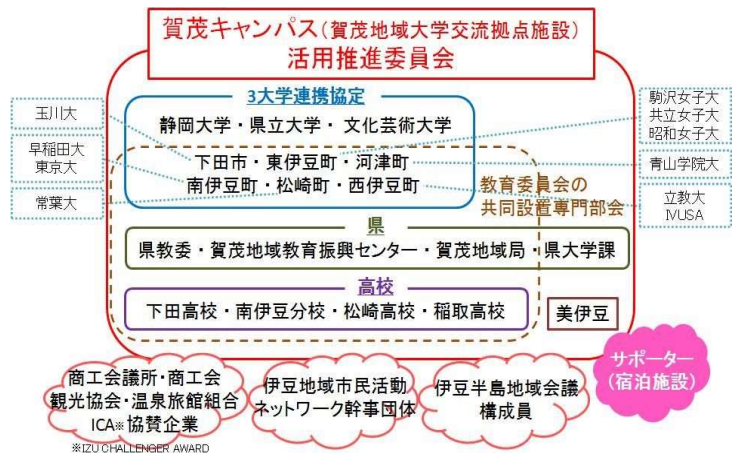 賀茂キャンパス(賀茂地域大学交流拠点施設)
活用推進委員会
3大学連携協定
静岡大学・県立大学・文化芸術大学
玉川大
早稲田大
東京大
常葉大
下田市・東伊豆町・河津町
南伊豆町・松崎町・西伊豆町
駒沢女子大
共立女子大
昭和女子大
青山学院大
立教大
IVUSA
教育委員会の
共同設置専門部会
県
県教委・賀茂地域教育振興センター・賀茂地域局・県大学課
高校
下田高校・南伊豆分校・松崎高校・稲取高校
美伊豆
サポーター
(宿泊施設)
商工会議所・商工会
観光協会・温泉旅館組合
ICA※協賛企業
※IZU CHALLENGER AWARD
伊豆地域市民活動
ネットワーク幹事団体
伊豆半島地域会議
構成員